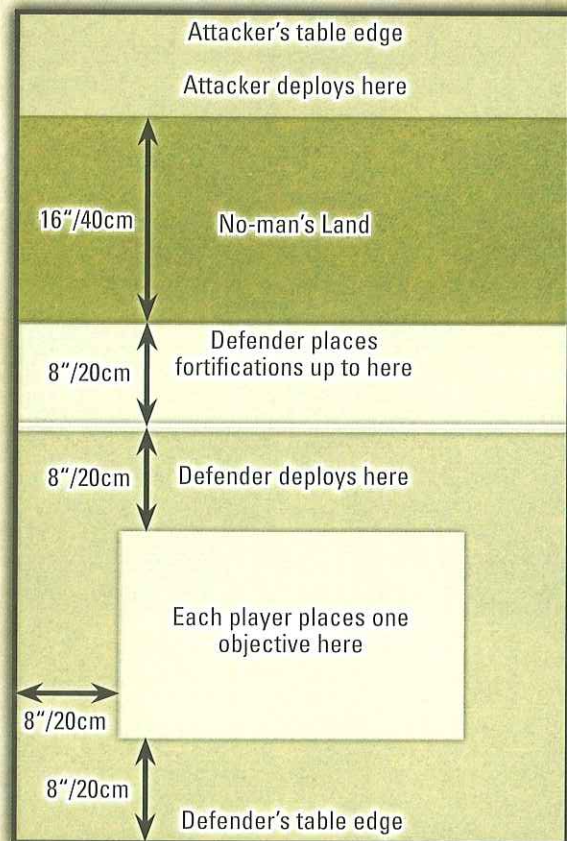 Attacker's table edge
Attacker deploys here
16"/40cm
No-man's Land
Defender places
fortifications up to here
8"/20cm
8"/20cm
Defender deploys here
Each player places one
objective here
8"/20cm
8"/20cm
Defender's table edge